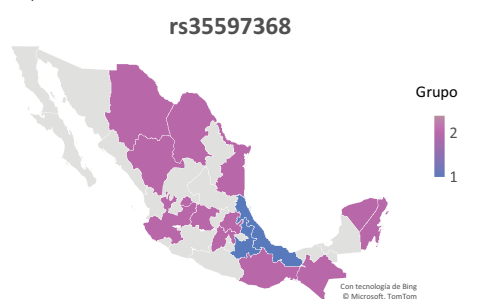 rs35597368
Grupo
2
1
Con tecnología de Bing
© Microsoft, TomTom